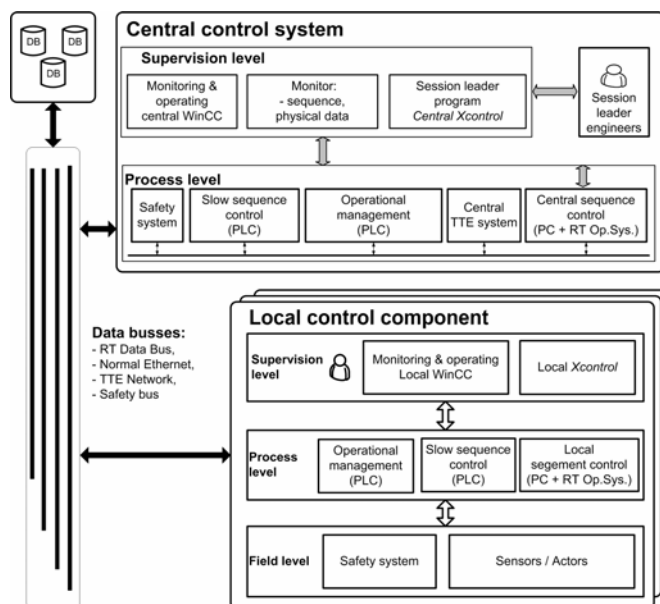 DB
DB
DB
Central control system
Supervision level
Monitoring &
operating
central WinCC
Monitor:
- sequence,
physical data
Session leader
program
Central Xcontrol
Session
leader
engineers
Process level
Safety
system
Slow sequence
control
(PLC)
Operational
management
(PLC)
Central
TTE system
Central sequence
control
(PC + RT Op.Sys.)
Data busses:
- RT Data Bus,
- Normal Ethernet,
- TTE Network,
- Safety bus
Local control component
Supervision
level
Monitoring & operating
Local WinCC
Local Xcontrol
Process
level
Operational
management
(PLC)
Slow sequence
control
(PLC)
Local
segement control
(PC + RT Op.Sys.)
Field level
Safety system
Sensors / Actors